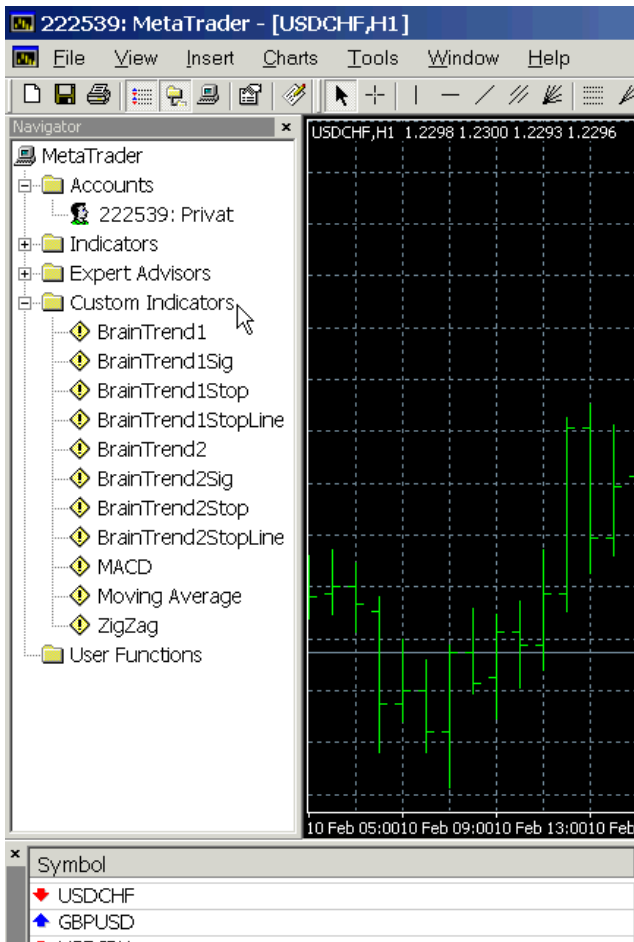 222539: MetaTrader - [USDCHF,H1]
File View Insert Charts Tools Window Help
Navigator
MetaTrader
Accounts
222539: Privat
Indicators
Expert Advisors
Custom Indicators
BrainTrend1
BrainTrend1Sig
BrainTrend1Stop
BrainTrend1StopLine
BrainTrend2
BrainTrend2Sig
BrainTrend2Stop
BrainTrend2StopLine
MACD
Moving Average
ZigZag
User Functions
USDCHF,H1 1.2298 1.2300 1.2293 1.2296
10 Feb 05:00 10 Feb 09:00 10 Feb 13:00 10 Feb
Symbol
USDCHF
GBPUSD